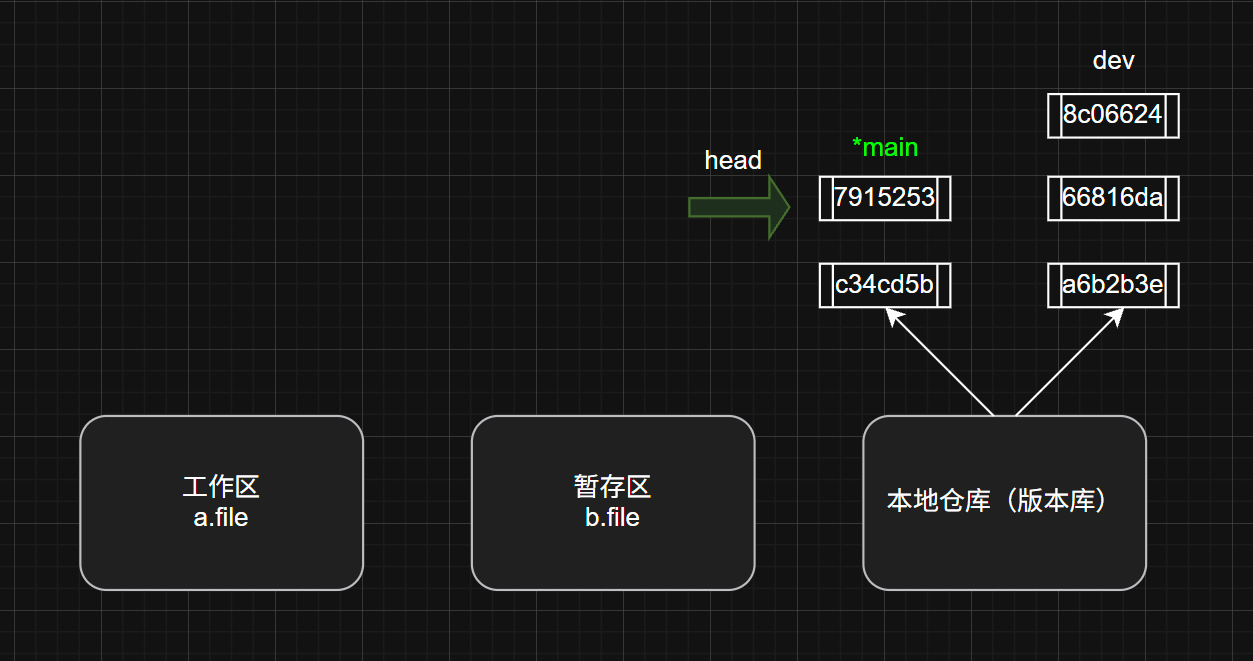 dev
8c06624
*main
head
7915253
66816da
c34cd5b
a6b2b3e
工作区
a.file
暂存区
b.file
本地仓库（版本库）